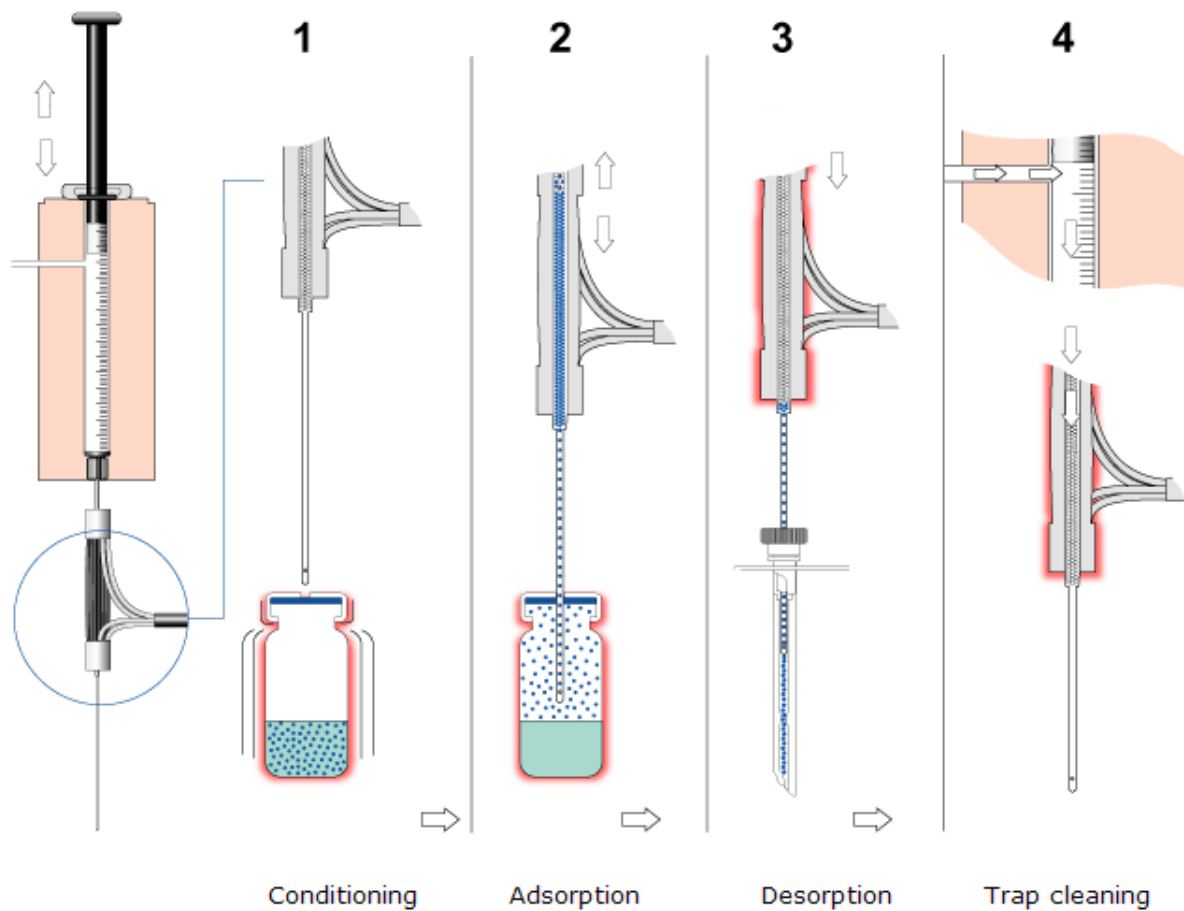 1
2
3
4
Conditioning
Adsorption
Desorption
Trap cleaning